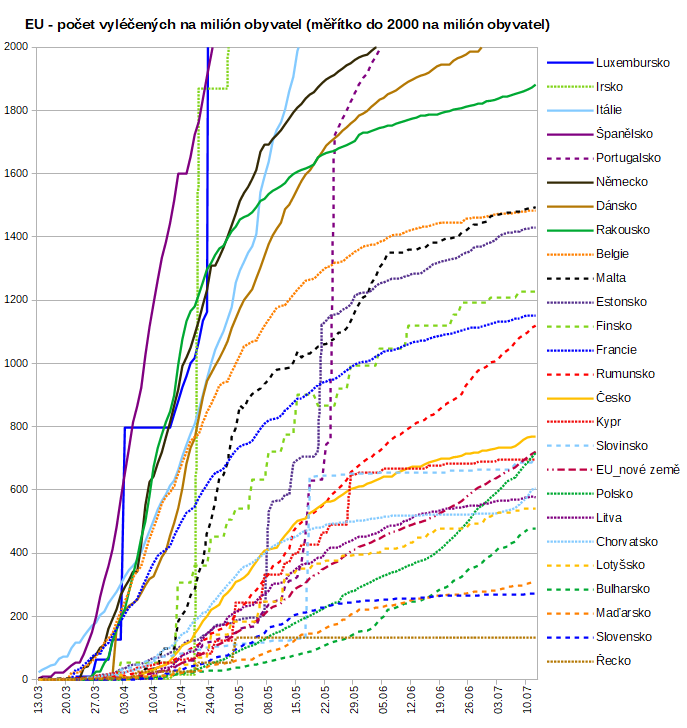 EU - počet vyléčených na milión obyvatel (měřítko do 2000 na milión obyvatel)
2000
1800
1600
1400
1200
1000
800
600
400
200
0
13.03
20.03
27.03
03.04
10.04
17.04
24.04
01.05
08.05
15.05
22.05
29.05
05.06
12.06
19.06
26.06
03.07
10.07
Luxembursko
Irsko
Itálie
Španělsko
Portugalsko
Německo
Dánsko
Rakousko
Belgie
Malta
Estonsko
Finsko
Francie
Rumunsko
Česko
Kypr
Slovinsko
EU_nové země
Polsko
Litva
Chorvatsko
Lotyšsko
Bulharsko
Maďarsko
Slovensko
Řecko